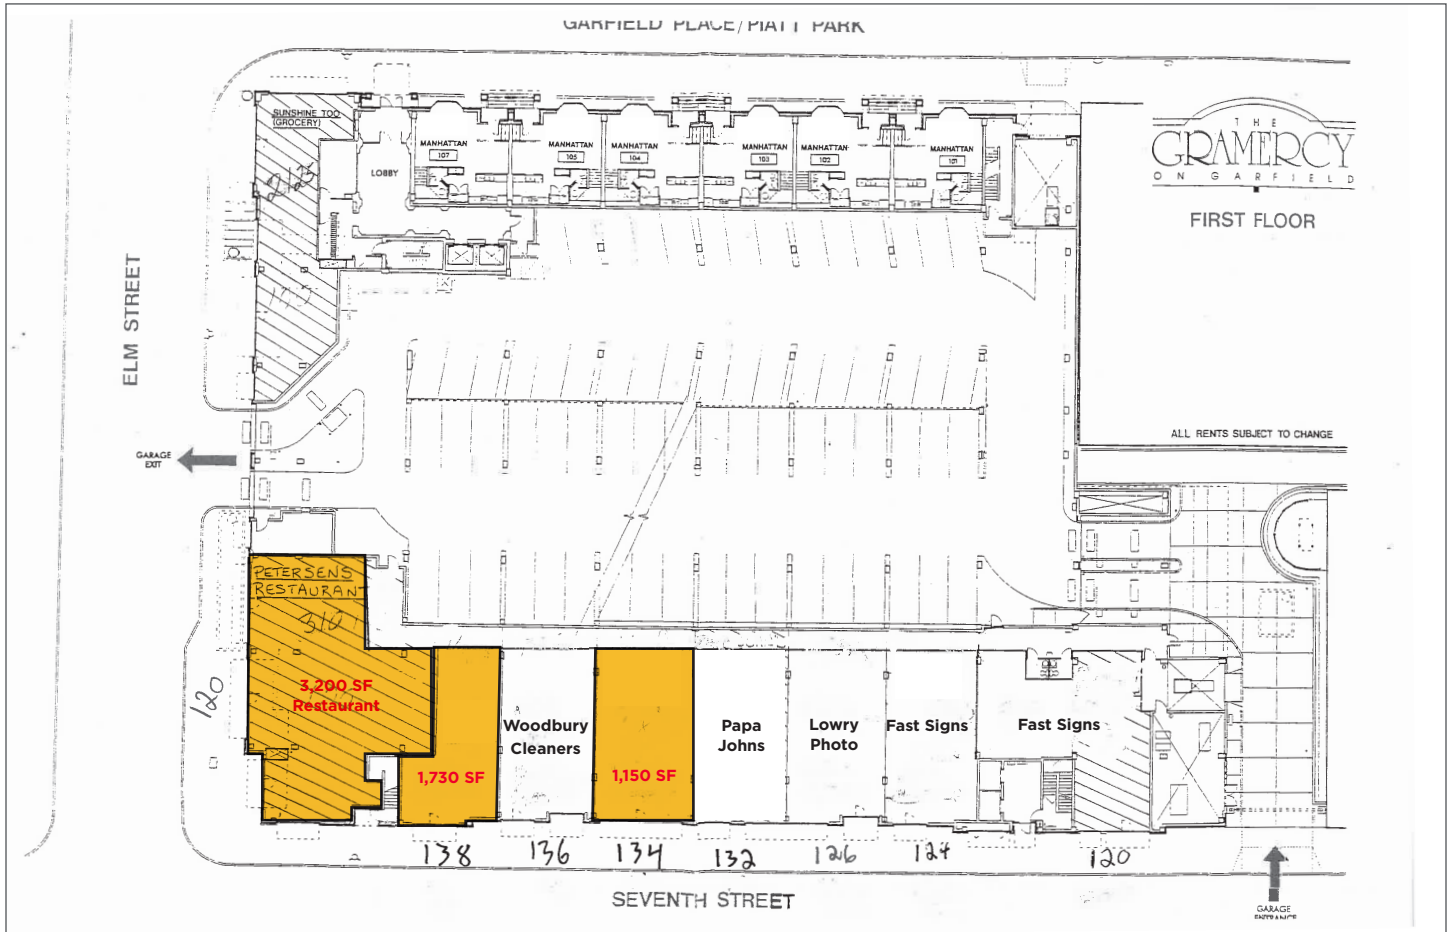 GARFIELD PLACE/PIATT PARK
THE
GRAMERCY
ON GARFIELD
FIRST FLOOR
SUNSHINE TOO
(GROCERY)
LOBBY
MANHATTAN
107
MANHATTAN
105
MANHATTAN
104
MANHATTAN
103
MANHATTAN
102
MANHATTAN
101
ELM STREET
ALL RENTS SUBJECT TO CHANGE
GARAGE
EXIT
PETERSENS
RESTAURANT
310
3,200 SF
Restaurant
120
1,730 SF
Woodbury
Cleaners
1,150 SF
Papa
Johns
Lowry
Photo
Fast Signs
Fast Signs
138
136
134
132
126
124
120
SEVENTH STREET
GARAGE
ENTRANCE